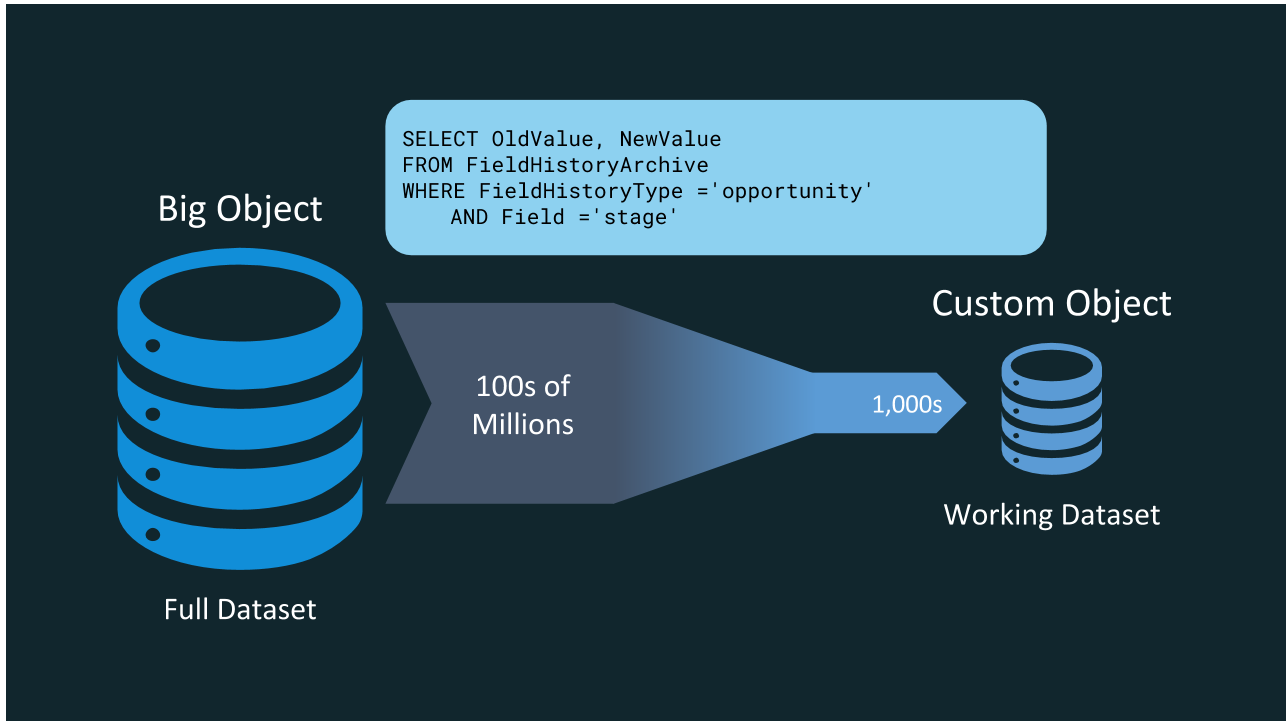 SELECT OldValue, NewValue
FROM FieldHistoryArchive
WHERE FieldHistoryType ='opportunity'
AND Field ='stage'
Big Object
Custom Object
100s of
Millions
1,000s
Working Dataset
Full Dataset